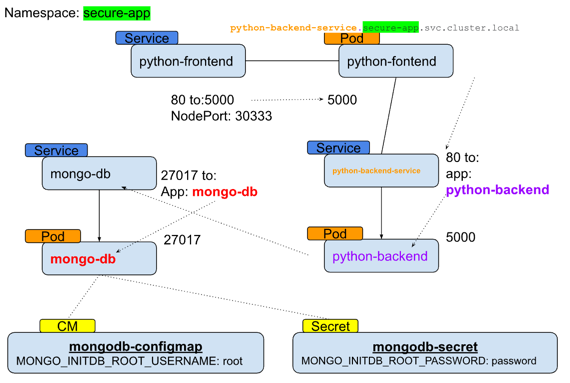 Namespace: secure-app
python-backend-service.secure-app.svc.cluster.local
Service
Pod
python-frontend
python-fontend
80 to:5000
NodePort: 30333
5000
Service
mongo-db
27017 to:
App: mongo-db
Service
python-backend-service
80 to:
app:
python-backend
Pod
mongo-db
27017
Pod
python-backend
5000
CM
mongodb-configmap
MONGO_INITDB_ROOT_USERNAME: root
Secret
mongodb-secret
MONGO_INITDB_ROOT_PASSWORD: password